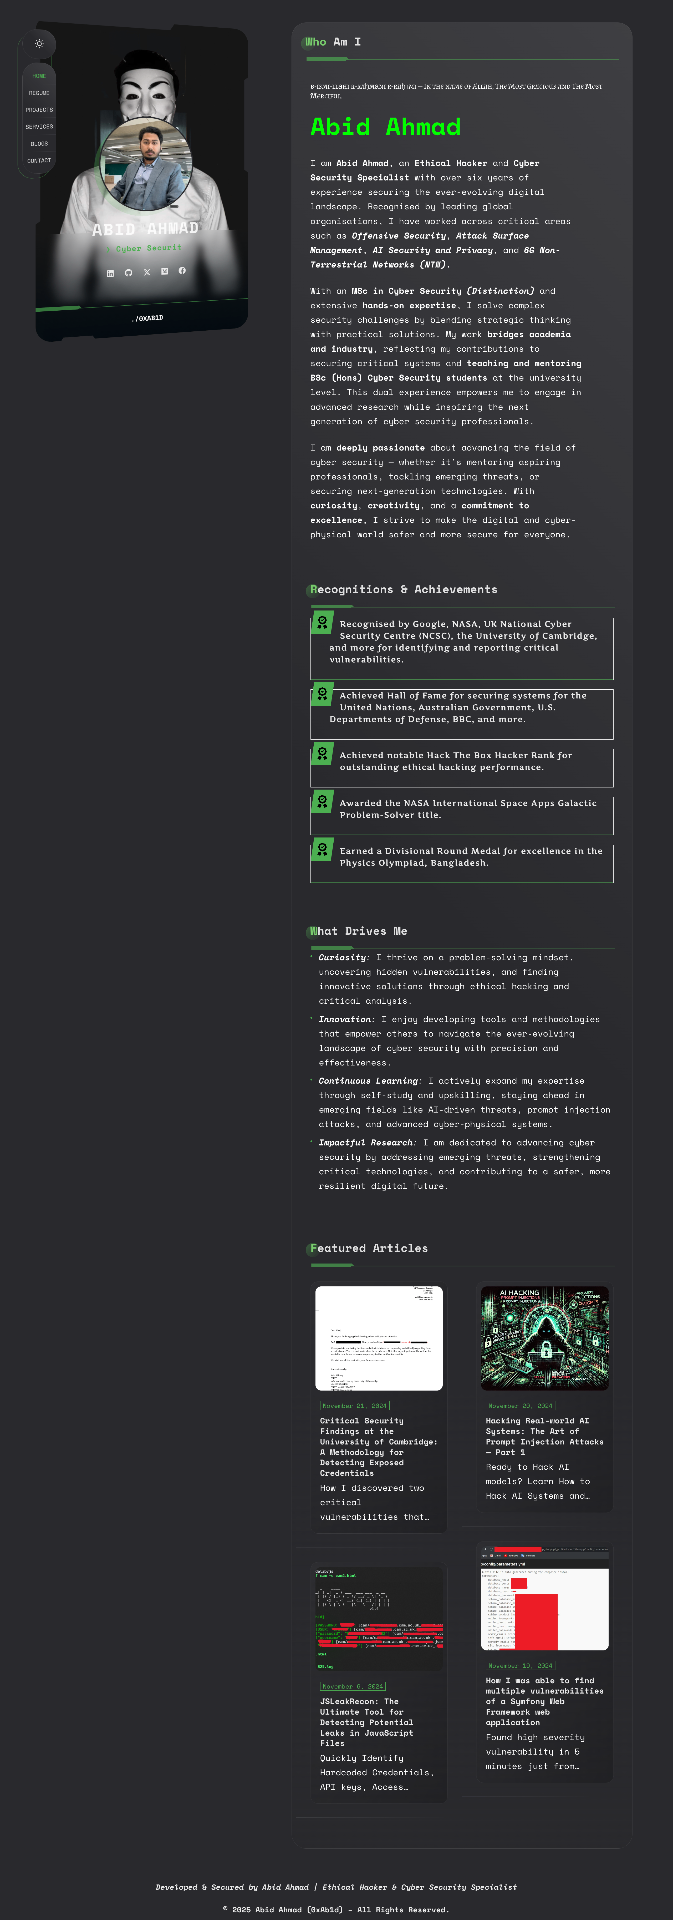 HOME
RESUME
PROJECTS
SERVICES
BLOGS
CONTACT
ABID AHMAD
Cyber Securit
./0XAB1D
Who Am I
B-ismi-llahi r-raḥmani r-raḥimi – In the name of Allah, The Most Gracious and The Most
Merciful
Abid Ahmad
I am Abid Ahmad, an Ethical Hacker and Cyber
Security Specialist with over six years of
experience securing the ever-evolving digital
landscape. Recognised by leading global
organisations, I have worked across critical areas
such as Offensive Security, Attack Surface
Management, AI Security and Privacy, and 6G Non-
Terrestrial Networks (NTN).
With an MSc in Cyber Security (Distinction) and
extensive hands-on expertise, I solve complex
security challenges by blending strategic thinking
with practical solutions. My work bridges academia
and industry, reflecting my contributions to
securing critical systems and teaching and mentoring
BSc (Hons) Cyber Security students at the university
level. This dual experience empowers me to engage in
advanced research while inspiring the next
generation of cyber security professionals.
I am deeply passionate about advancing the field of
cyber security – whether it's mentoring aspiring
professionals, tackling emerging threats, or
securing next-generation technologies. With
curiosity, creativity, and a commitment to
excellence, I strive to make the digital and cyber-
physical world safer and more secure for everyone.
Recognitions & Achievements
Recognised by Google, NASA, UK National Cyber
Security Centre (NCSC), the University of Cambridge,
and more for identifying and reporting critical
vulnerabilities.
Achieved Hall of Fame for securing systems for the
United Nations, Australian Government, U.S.
Departments of Defense, BBC, and more.
Achieved notable Hack The Box Hacker Rank for
outstanding ethical hacking performance.
Awarded the NASA International Space Apps Galactic
Problem-Solver title.
Earned a Divisional Round Medal for excellence in the
Physics Olympiad, Bangladesh.
What Drives Me
Curiosity: I thrive on a problem-solving mindset,
uncovering hidden vulnerabilities, and finding
innovative solutions through ethical hacking and
critical analysis.
Innovation: I enjoy developing tools and methodologies
that empower others to navigate the ever-evolving
landscape of cyber security with precision and
effectiveness.
Continuous Learning: I actively expand my expertise
through self-study and upskilling, staying ahead in
emerging fields like AI-driven threats, prompt injection
attacks, and advanced cyber-physical systems.
Impactful Research: I am dedicated to advancing cyber
security by addressing emerging threats, strengthening
critical technologies, and contributing to a safer, more
resilient digital future.
Featured Articles
November 21, 2024
Critical Security
Findings at the
University of Cambridge:
A Methodology for
Detecting Exposed
Credentials
How I discovered two
critical
vulnerabilities that…
AI HACKING
November 20, 2024
Hacking Real-world AI
Systems: The Art of
Prompt Injection Attacks
— Part 1
Ready to Hack AI
models? Learn How to
Hack AI Systems and…
November 6, 2024
JSLeakRecon: The
Ultimate Tool for
Detecting Potential
Leaks in JavaScript
Files
Quickly Identify
Hardcoded Credentials,
API keys, Access…
November 10, 2024
How I was able to find
multiple vulnerabilities
of a Symfony Web
Framework web
application
Found high severity
vulnerability in 5
minutes just from…
Developed & Secured by Abid Ahmad | Ethical Hacker & Cyber Security Specialist
© 2025 Abid Ahmad (0xAb1d) – All Rights Reserved.